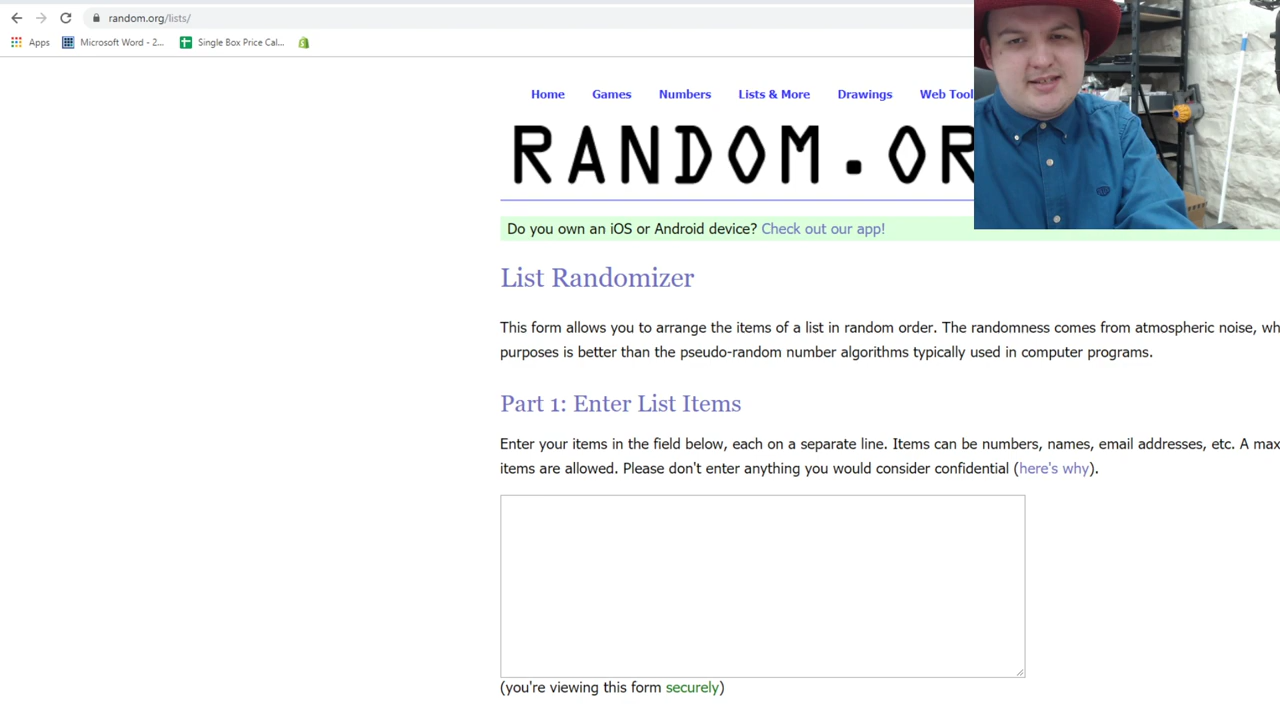 random.org/lists/
Apps Microsoft Word - 2... Single Box Price Cal...
Home Games Numbers Lists & More Drawings Web Tool
RANDOM.OR
Do you own an iOS or Android device? Check out our app!
List Randomizer
This form allows you to arrange the items of a list in random order. The randomness comes from atmospheric noise, wh
purposes is better than the pseudo-random number algorithms typically used in computer programs.
Part 1: Enter List Items
Enter your items in the field below, each on a separate line. Items can be numbers, names, email addresses, etc. A max
items are allowed. Please don't enter anything you would consider confidential (here's why).
(you're viewing this form securely)